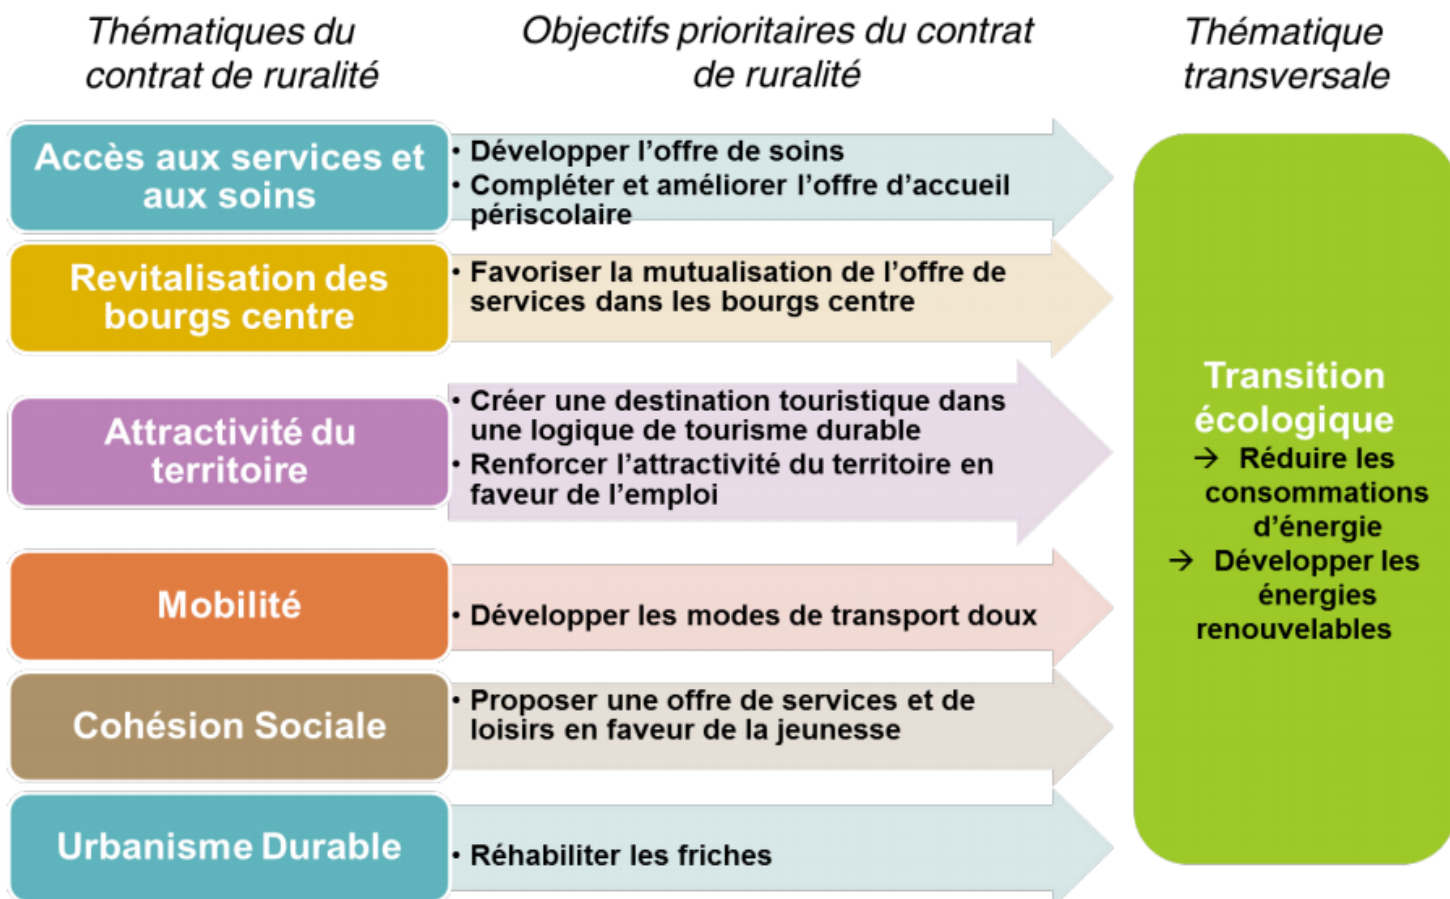 Thématiques du
contrat de ruralité
Objectifs prioritaires du contrat
de ruralité
Thématique
transversale
Accès aux services et
aux soins
• Développer l'offre de soins
• Compléter et améliorer l'offre d'accueil
périscolaire
Revitalisation des
bourgs centre
• Favoriser la mutualisation de l'offre de
services dans les bourgs centre
Attractivité du
territoire
• Créer une destination touristique dans
une logique de tourisme durable
• Renforcer l'attractivité du territoire en
faveur de l'emploi
Mobilité
• Développer les modes de transport doux
Cohésion Sociale
• Proposer une offre de services et de
loisirs en faveur de la jeunesse
Urbanisme Durable
• Réhabiliter les friches
Transition
écologique
→ Réduire les
consommations
d'énergie
→ Développer les
énergies
renouvelables